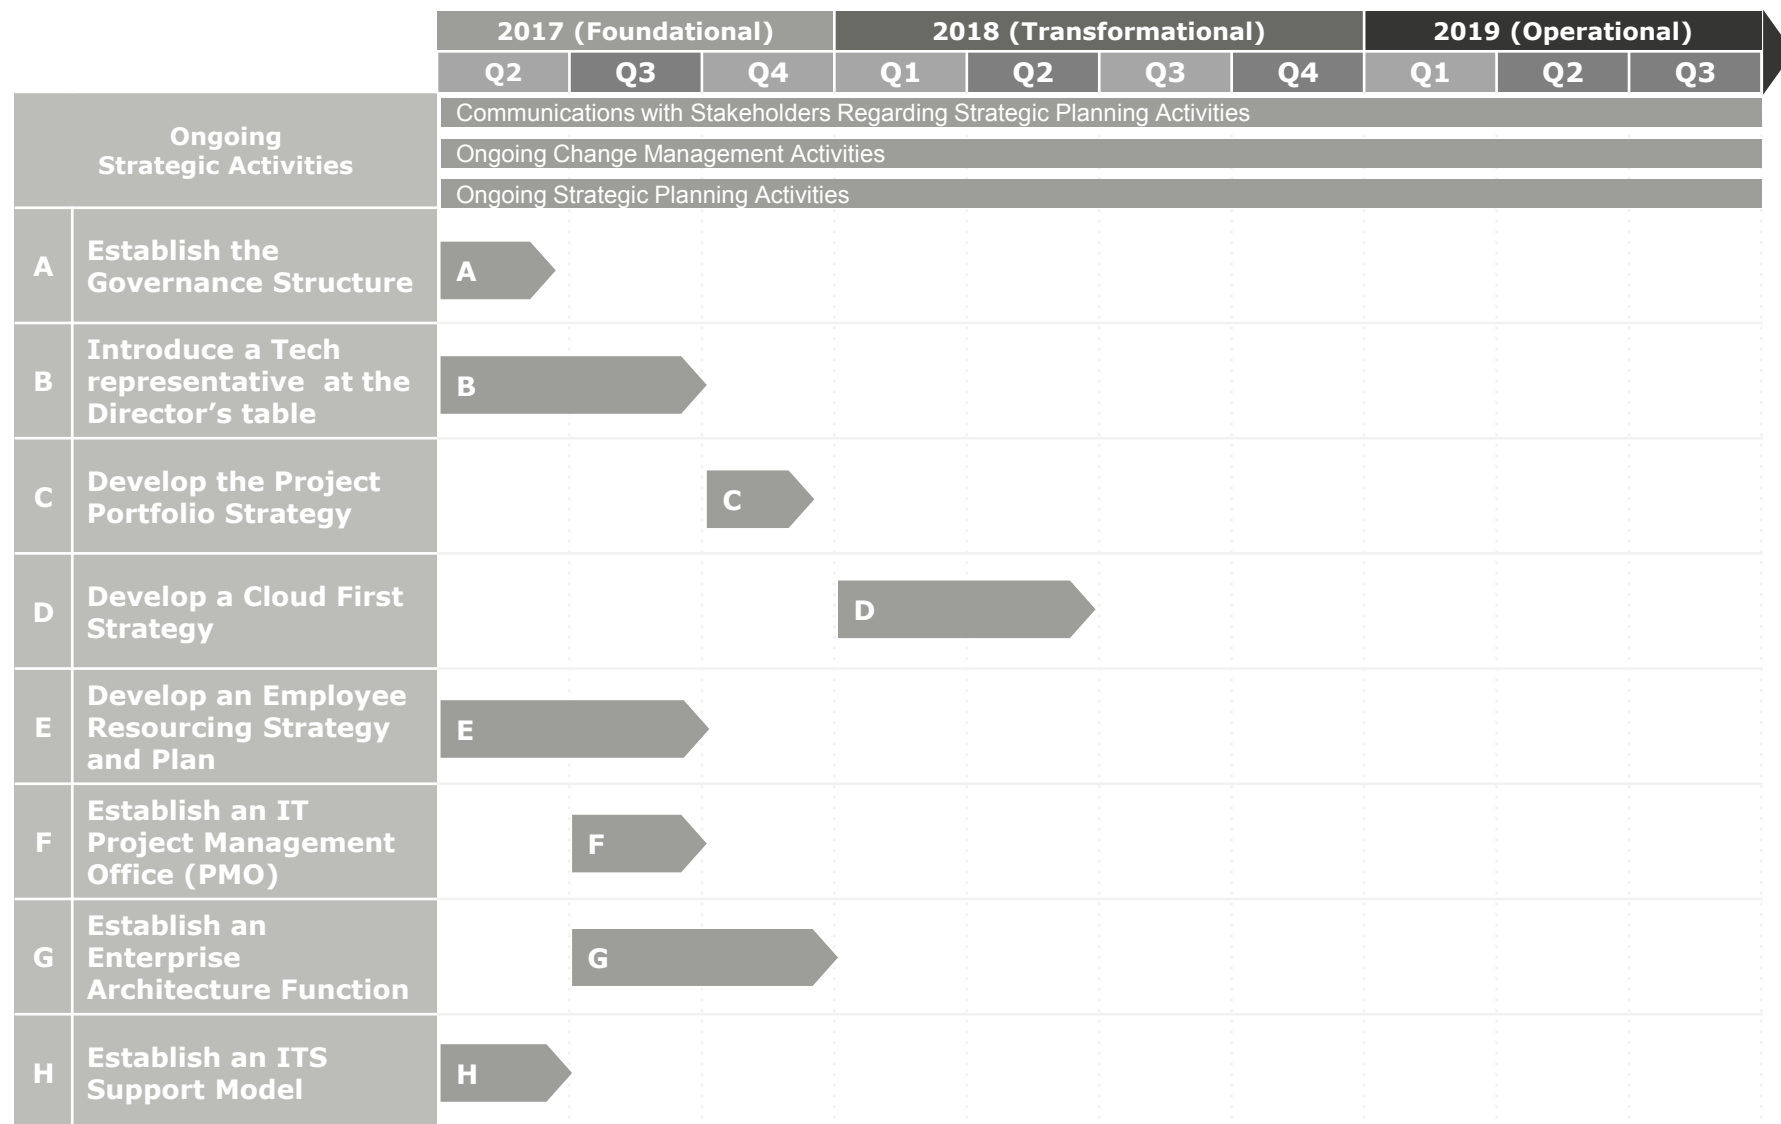 2017 (Foundational) 2018 (Transformational) 2019 (Operational)
Q2 Q3 Q4 Q1 Q2 Q3 Q4 Q1 Q2 Q3
Ongoing
Strategic Activities
Communications with Stakeholders Regarding Strategic Planning Activities
Ongoing Change Management Activities
Ongoing Strategic Planning Activities
A
Establish the
Governance Structure
A
B
Introduce a Tech
representative at the
Director’s table
B
C
Develop the Project
Portfolio Strategy
C
D
Develop a Cloud First
Strategy
D
E
Develop an Employee
Resourcing Strategy
and Plan
E
F
Establish an IT
Project Management
Office (PMO)
F
G
Establish an
Enterprise
Architecture Function
G
H
Establish an ITS
Support Model
H